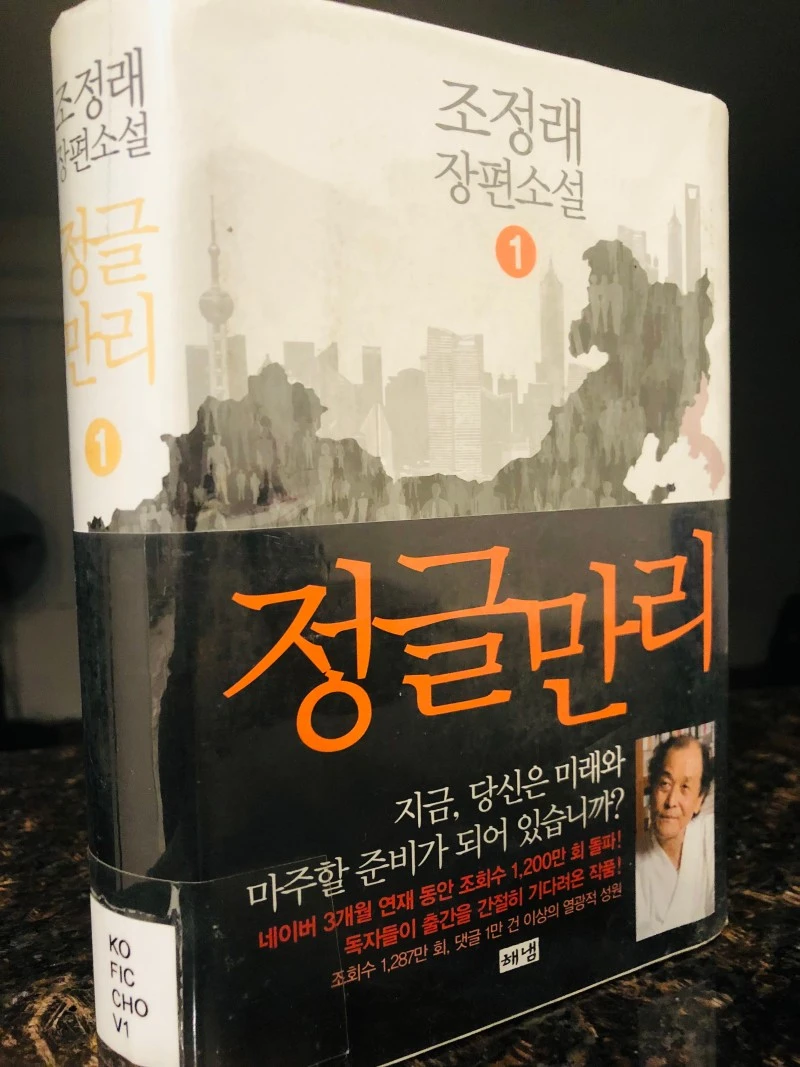 조정래
장편소설
정글
만리
1
KO
FIC
CHO
V1
조정래
장편소설
1
정글만리
지금, 당신은 미래와
마주할 준비가 되어 있습니까?
네이버 3개월 연재 동안 조회수 1,200만 회 돌파!
독자들이 출간을 간절히 기다려온 작품!
조회수 1,287만 회, 댓글 1만 건 이상의 열광적 성원
해냄